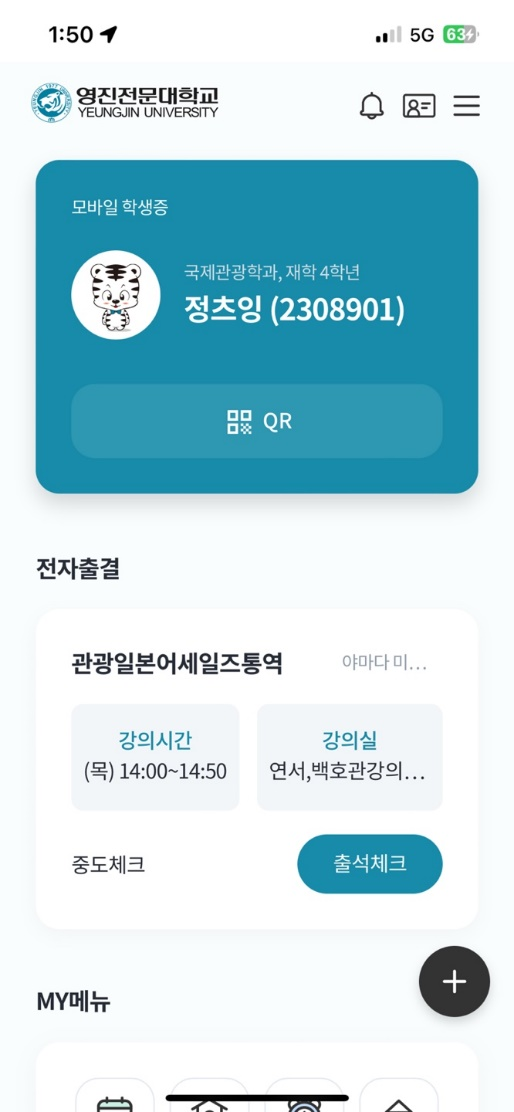 1:50
5G
63
영진전문대학교
YEUNGJIN UNIVERSITY
모바일 학생증
국제관광학과, 재학 4학년
정츠잉 (2308901)
QR
전자출결
관광일본어세일즈통역
야마다 미...
강의시간
(목) 14:00~14:50
강의실
연서,백호관강의...
중도체크
출석체크
MY메뉴